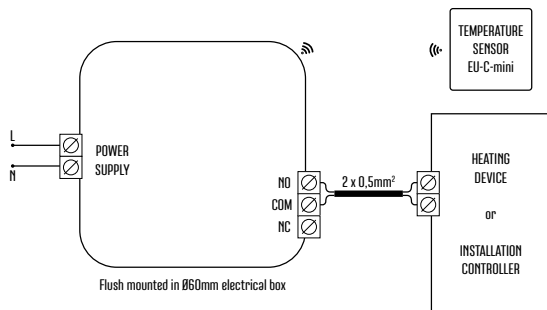 TEMPERATURE
SENSOR
EU-C-mini
L
N
POWER
SUPPLY
NO
COM
NC
2 x 0,5mm²
HEATING
DEVICE
or
INSTALLATION
CONTROLLER
Flush mounted in Ø60mm electrical box